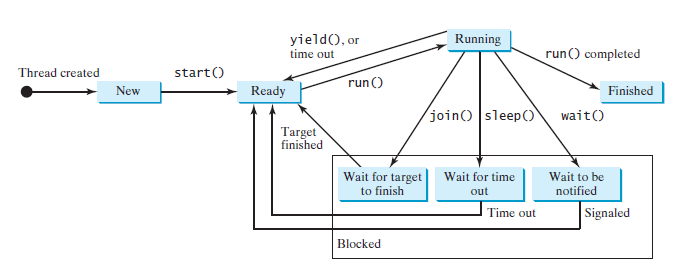 yield(), or
time out
Running
run() completed
Thread created
start()
New
Ready
run()
Finished
join()
sleep()
wait()
Target
finished
Wait for target
to finish
Wait for time
out
Wait to be
notified
Time out
Signaled
Blocked